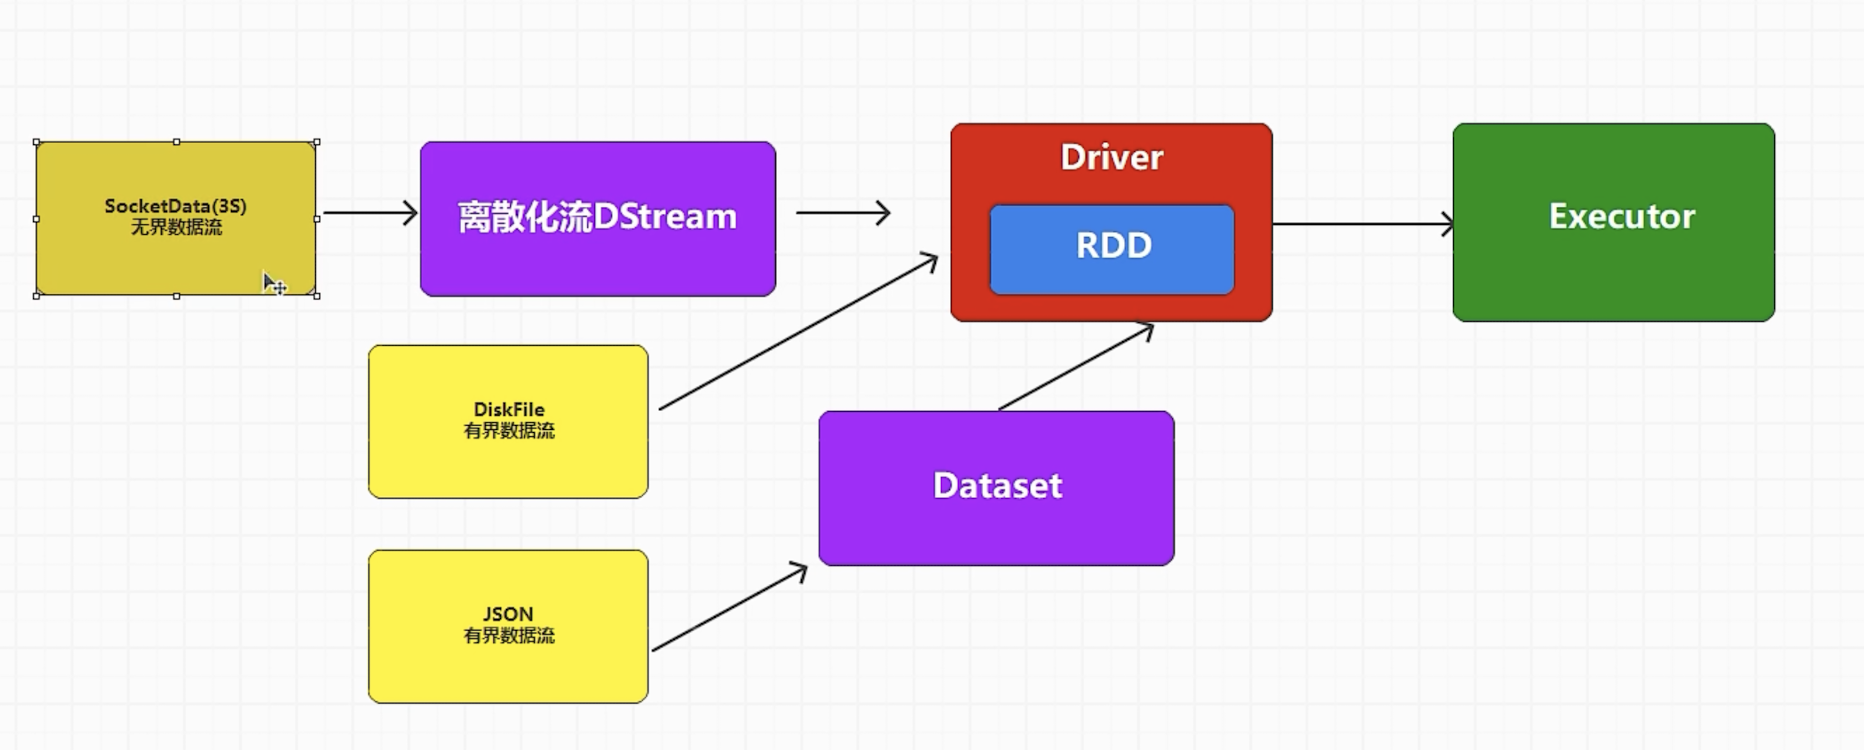 SocketData(3S)
无界数据流
离散化流DStream
Driver
RDD
Executor
DiskFile
有界数据流
Dataset
JSON
有界数据流